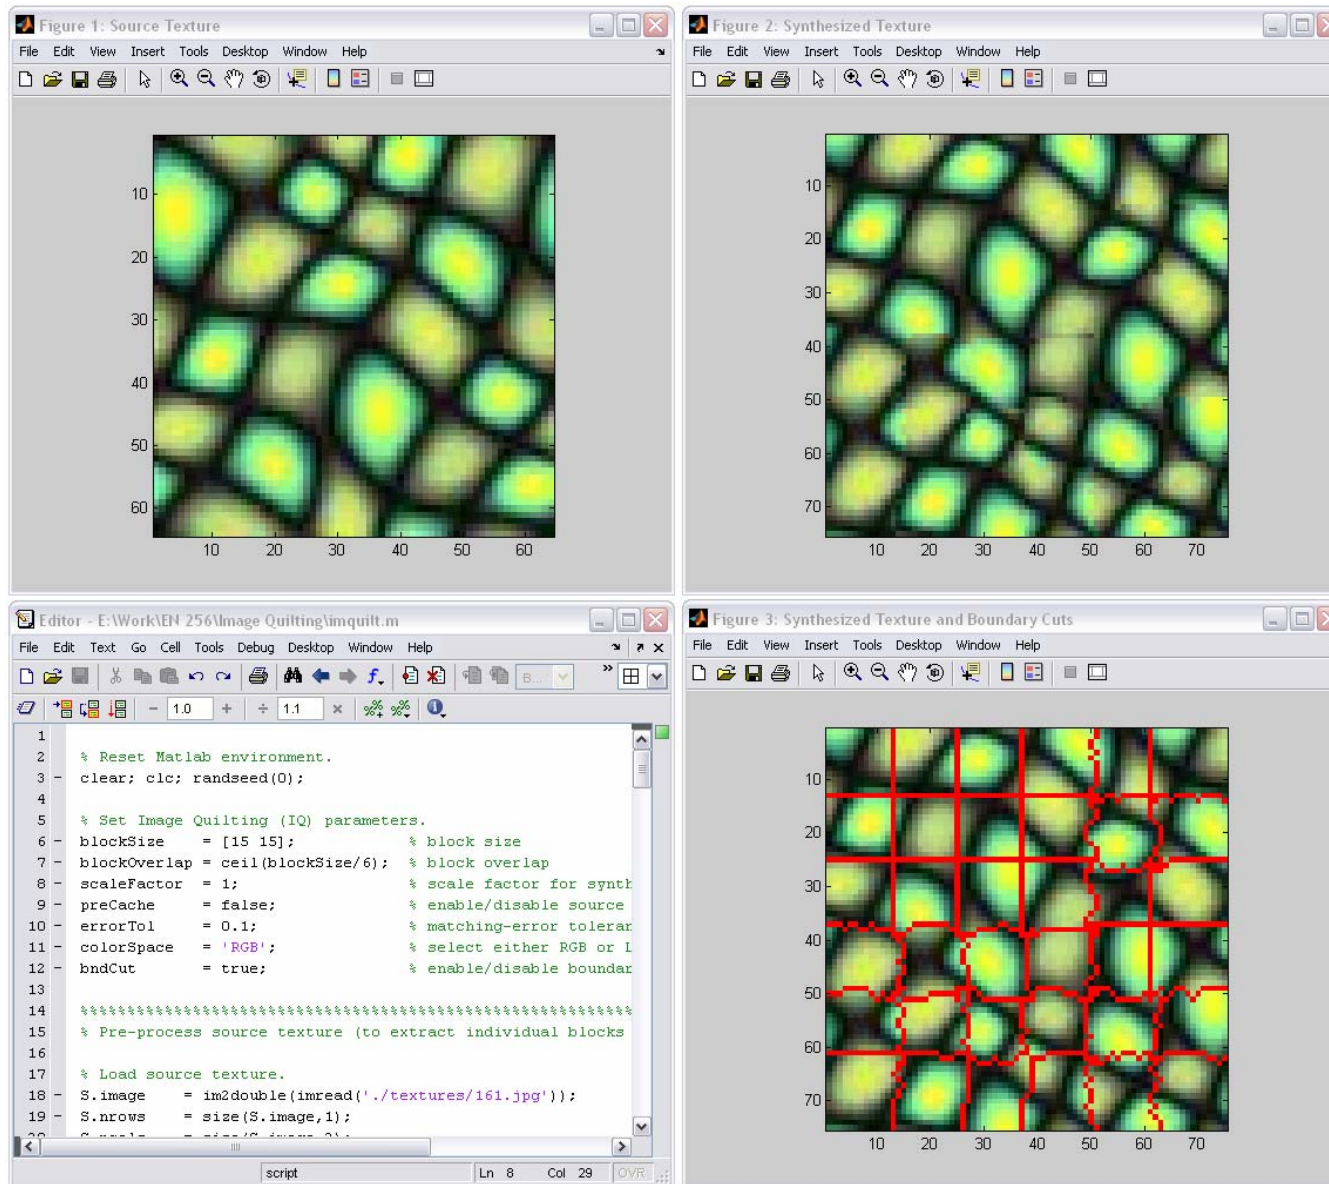 Figure 1: Source Texture
File Edit View Insert Tools Desktop Window Help
10
20
30
40
50
60
10 20 30 40 50 60
Figure 2: Synthesized Texture
File Edit View Insert Tools Desktop Window Help
10
20
30
40
50
60
70
10 20 30 40 50 60 70
Editor - E:\Work\EN 256\Image Quilting\imquilt.m
File Edit Text Go Cell Tools Debug Desktop Window Help
B...
1.0 1.1
1
2 % Reset Matlab environment.
3 - clear; clc; randseed(0);
4
5 % Set Image Quilting (IQ) parameters.
6 - blockSize = [15 15]; % block size
7 - blockOverlap = ceil(blockSize/6); % block overlap
8 - scaleFactor = 1; % scale factor for synth
9 - preCache = false; % enable/disable source
10 - errorTol = 0.1; % matching-error toleran
11 - colorSpace = 'RGB'; % select either RGB or L
12 - bndCut = true; % enable/disable boundar
13
14 %%%%%%%%%%%%%%%%%%%%%%%%%%%%%%%%%%%%%%%%%%%%%%%%%%%%%%%
15 % Pre-process source texture (to extract individual blocks
16
17 % Load source texture.
18 - S.image = im2double(imread('./textures/161.jpg'));
19 - S.nrows = size(S.image,1);
script Ln 8 Col 29 OVR
Figure 3: Synthesized Texture and Boundary Cuts
File Edit View Insert Tools Desktop Window Help
10
20
30
40
50
60
70
10 20 30 40 50 60 70